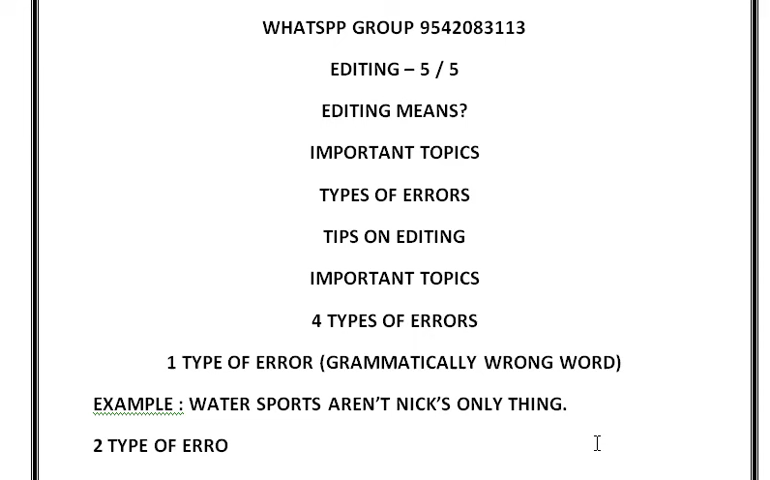 WHATSPP GROUP 9542083113
EDITING – 5 / 5
EDITING MEANS?
IMPORTANT TOPICS
TYPES OF ERRORS
TIPS ON EDITING
IMPORTANT TOPICS
4 TYPES OF ERRORS
1 TYPE OF ERROR (GRAMMATICALLY WRONG WORD)
EXAMPLE : WATER SPORTS AREN’T NICK’S ONLY THING.
2 TYPE OF ERRO